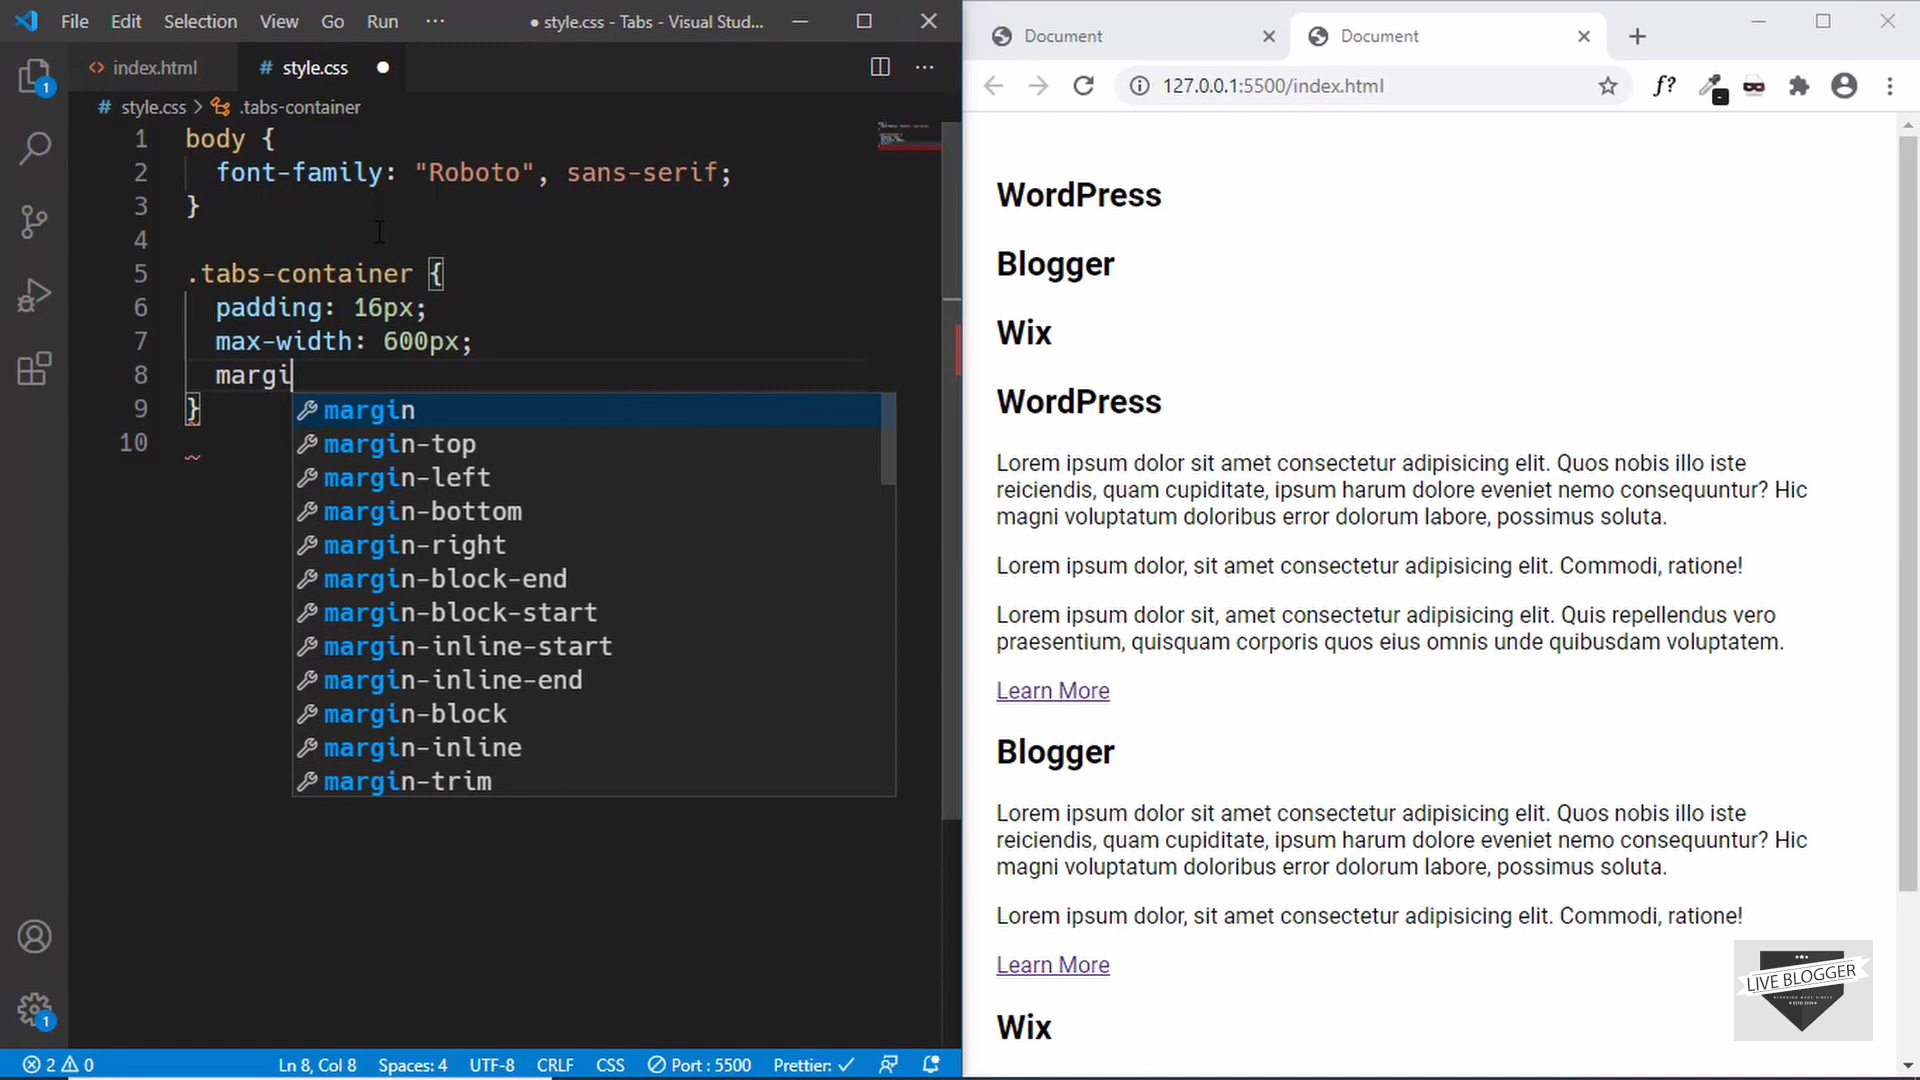 File Edit Selection View Go Run ··· ● style.css - Tabs - Visual Stud...
index.html # style.css ●
# style.css > .tabs-container
1 body {
2 font-family: "Roboto", sans-serif;
3 }
4
5 .tabs-container {
6 padding: 16px;
7 max-width: 600px;
8 margi
9 }
10
margin
margin-top
margin-left
margin-bottom
margin-right
margin-block-end
margin-block-start
margin-inline-start
margin-inline-end
margin-block
margin-inline
margin-trim
1
1
2 0 Ln 8, Col 8 Spaces: 4 UTF-8 CRLF CSS Port : 5500 Prettier: ✓
Document Document
127.0.0.1:5500/index.html f?
WordPress
Blogger
Wix
WordPress
Lorem ipsum dolor sit amet consectetur adipisicing elit. Quos nobis illo iste
reiciendis, quam cupiditate, ipsum harum dolore eveniet nemo consequuntur? Hic
magni voluptatum doloribus error dolorum labore, possimus soluta.
Lorem ipsum dolor, sit amet consectetur adipisicing elit. Commodi, ratione!
Lorem ipsum dolor sit, amet consectetur adipisicing elit. Quis repellendus vero
praesentium, quisquam corporis quos eius omnis unde quibusdam voluptatem.
Learn More
Blogger
Lorem ipsum dolor sit amet consectetur adipisicing elit. Quos nobis illo iste
reiciendis, quam cupiditate, ipsum harum dolore eveniet nemo consequuntur? Hic
magni voluptatum doloribus error dolorum labore, possimus soluta.
Lorem ipsum dolor, sit amet consectetur adipisicing elit. Commodi, ratione!
Learn More
Wix
LIVE BLOGGER